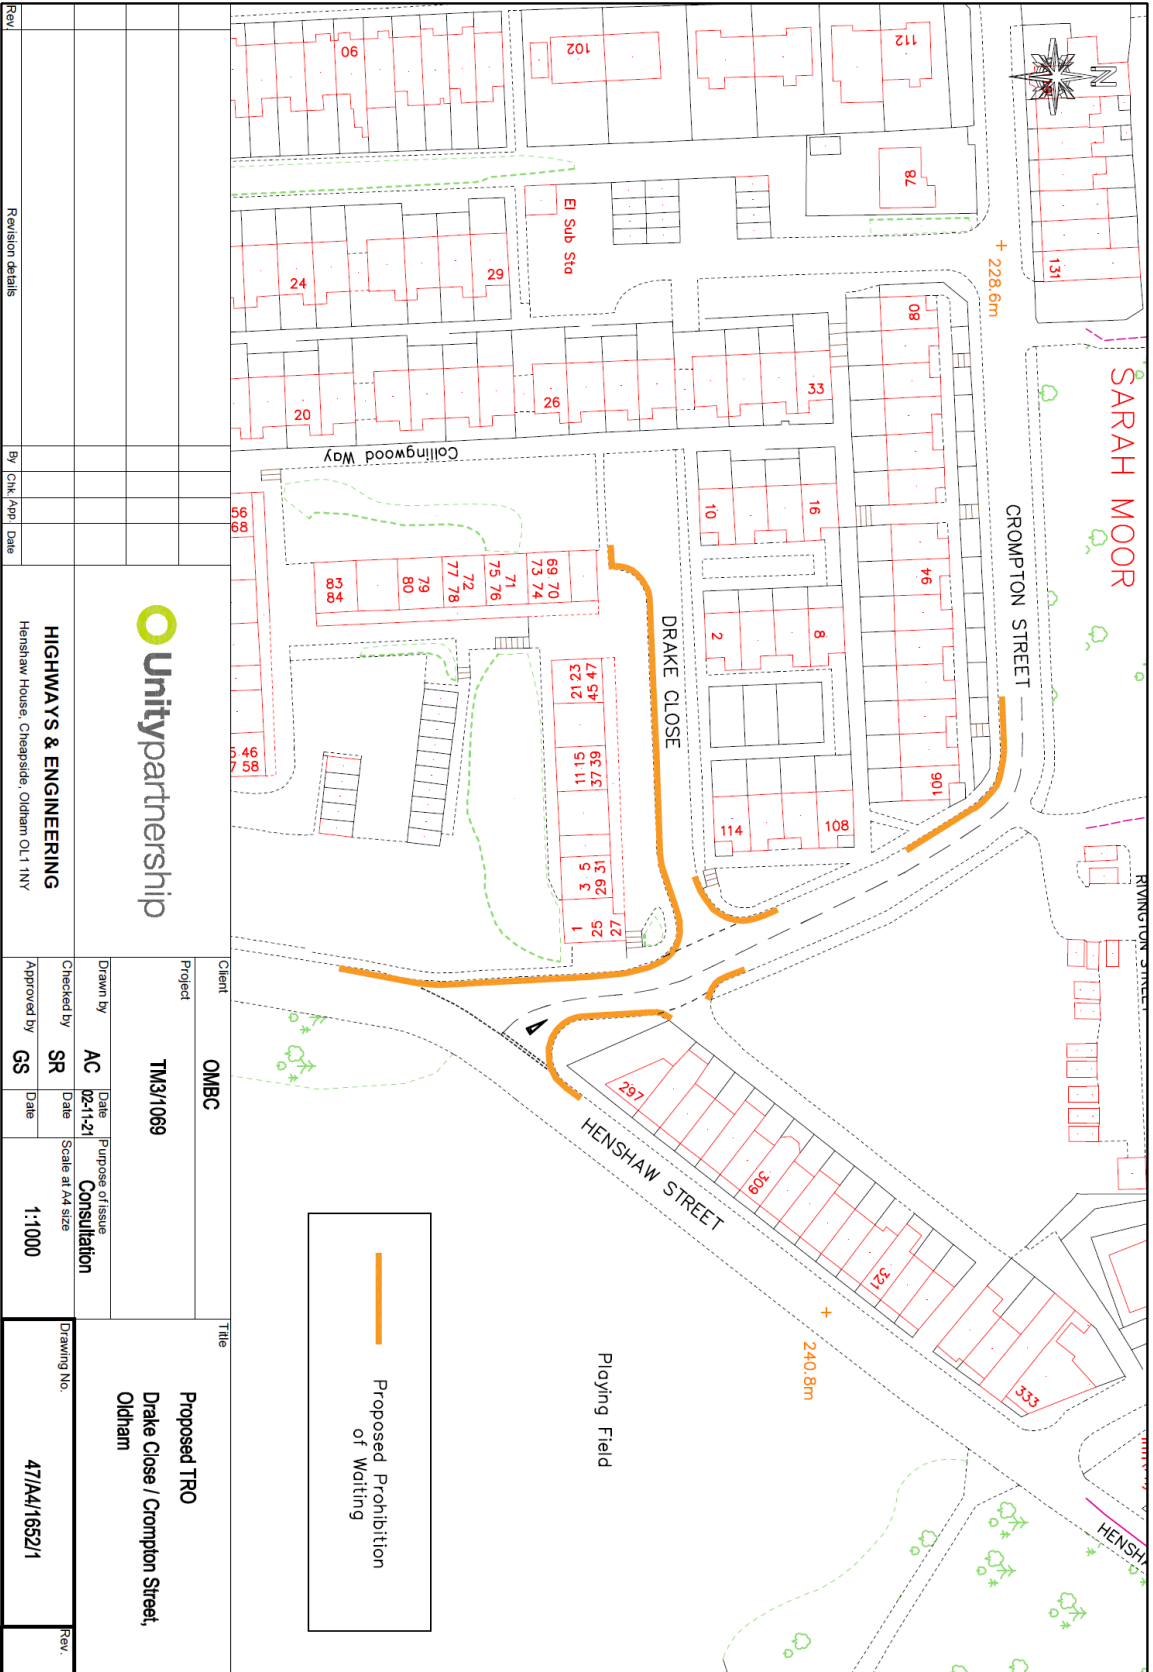 N
SARAH MOOR
112
102
90
78
131
228.6m
El Sub Sta
29
24
80
33
26
20
CROMPTON STREET
Collingwood Way
16
10
94
8
2
DRAKE CLOSE
106
108
114
56
68
83
84
79
80
72
77 78
71
75 76
69 70
73 74
21 23
45 47
11 15
37 39
3 5
29 31
1
25
27
46
58
297
309
321
333
HENSHAW STREET
240.8m
Playing Field
HENSH
Proposed Prohibition
of Waiting
Rev.
Revision details
By
Chk.
App.
Date
Unitypartnership
HIGHWAYS & ENGINEERING
Henshaw House, Cheapside, Oldham OL1 1NY
Client
OMBC
Project
TM3/1069
Drawn by
AC
Date
02-11-21
Checked by
SR
Date
Approved by
GS
Date
Purpose of issue
Consultation
Scale at A4 size
1:1000
Title
Proposed TRO
Drake Close / Crompton Street,
Oldham
Drawing No.
47/A4/1652/1
Rev.